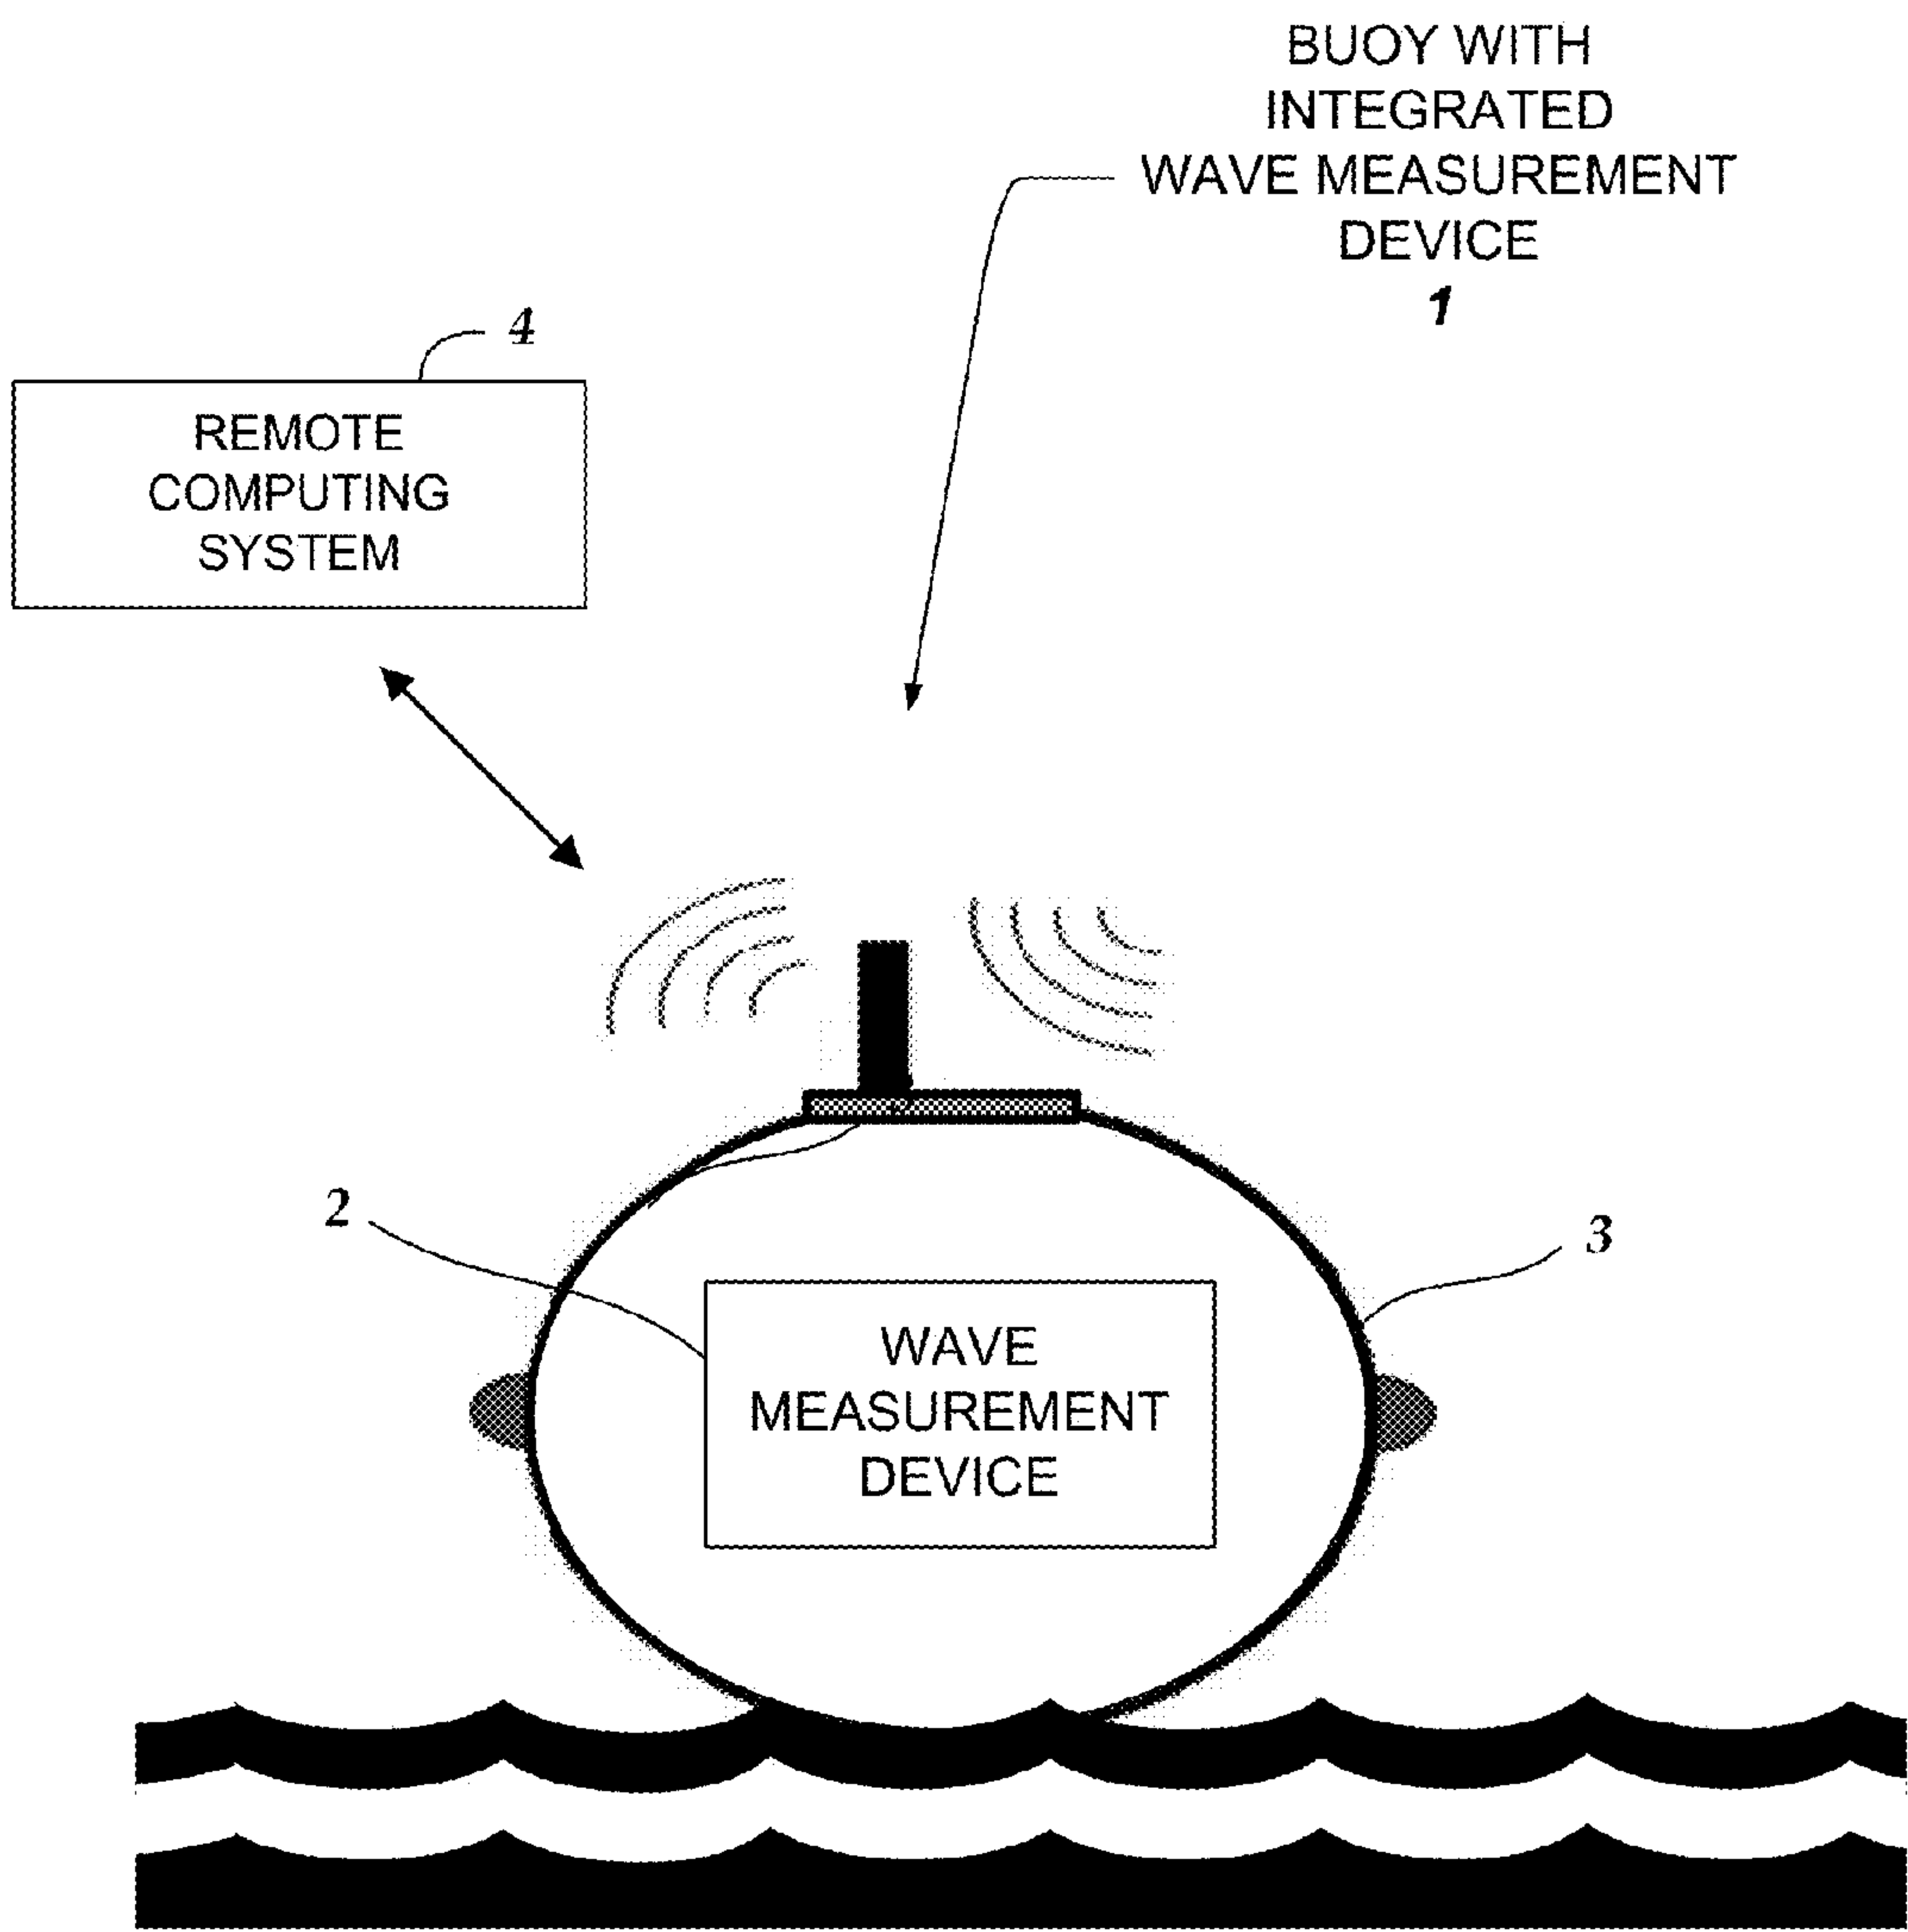 BUOY WITH
INTEGRATED
WAVE MEASUREMENT
DEVICE
1
4
REMOTE
COMPUTING
SYSTEM
2
3
WAVE
MEASUREMENT
DEVICE